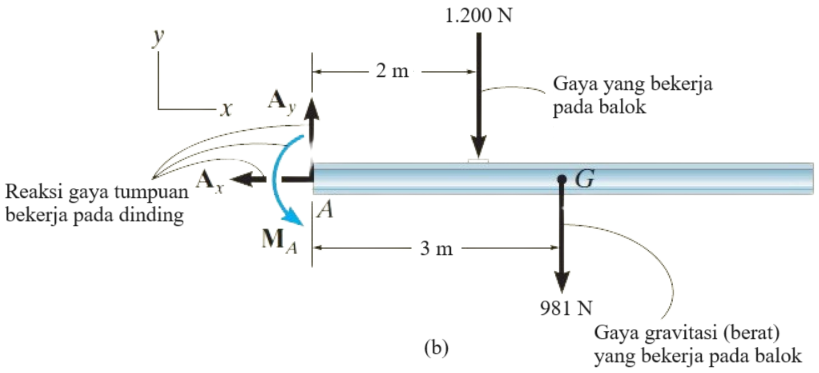 1.200 N
y
2 m
Gaya yang bekerja
pada balok
A_y
x
A_x
G
Reaksi gaya tumpuan
bekerja pada dinding
A
M_A
3 m
981 N
Gaya gravitasi (berat)
yang bekerja pada balok
(b)